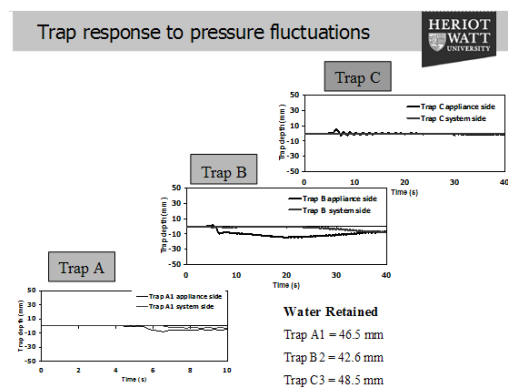 Trap response to pressure fluctuations
HERIOT
WATT
UNIVERSITY
Trap C
50
30
10
-10
-30
-50
Trap depth (mm)
Trap C appliance side
Trap C system side
0
10
20
30
40
Time (s)
Trap B
50
30
10
-10
-30
-50
Trap depth (mm)
Trap B appliance side
Trap B system side
0
10
20
30
40
Time (s)
Trap A
50
30
10
-10
-30
-50
Trap depth (mm)
Trap A1 appliance side
Trap A1 system side
0
2
4
6
8
10
Time (s)
Water Retained
Trap A1 = 46.5 mm
Trap B2 = 42.6 mm
Trap C3 = 48.5 mm